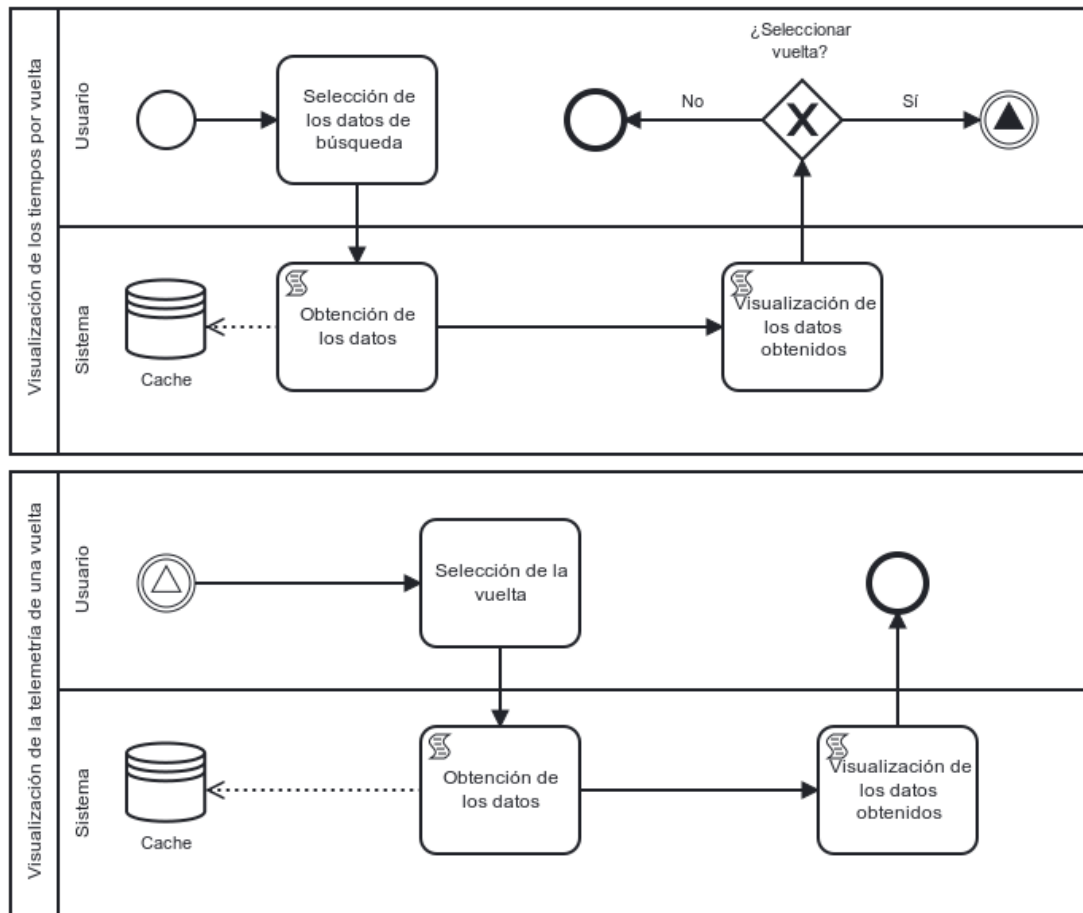 Visualización de los tiempos por vuelta
Usuario
Selección de
los datos de
búsqueda
¿Seleccionar
vuelta?
No
Sí
Sistema
Cache
Obtención de
los datos
Visualización de
los datos
obtenidos
Visualización de la telemetría de una vuelta
Usuario
Selección de la
vuelta
Sistema
Cache
Obtención de
los datos
Visualización de
los datos
obtenidos